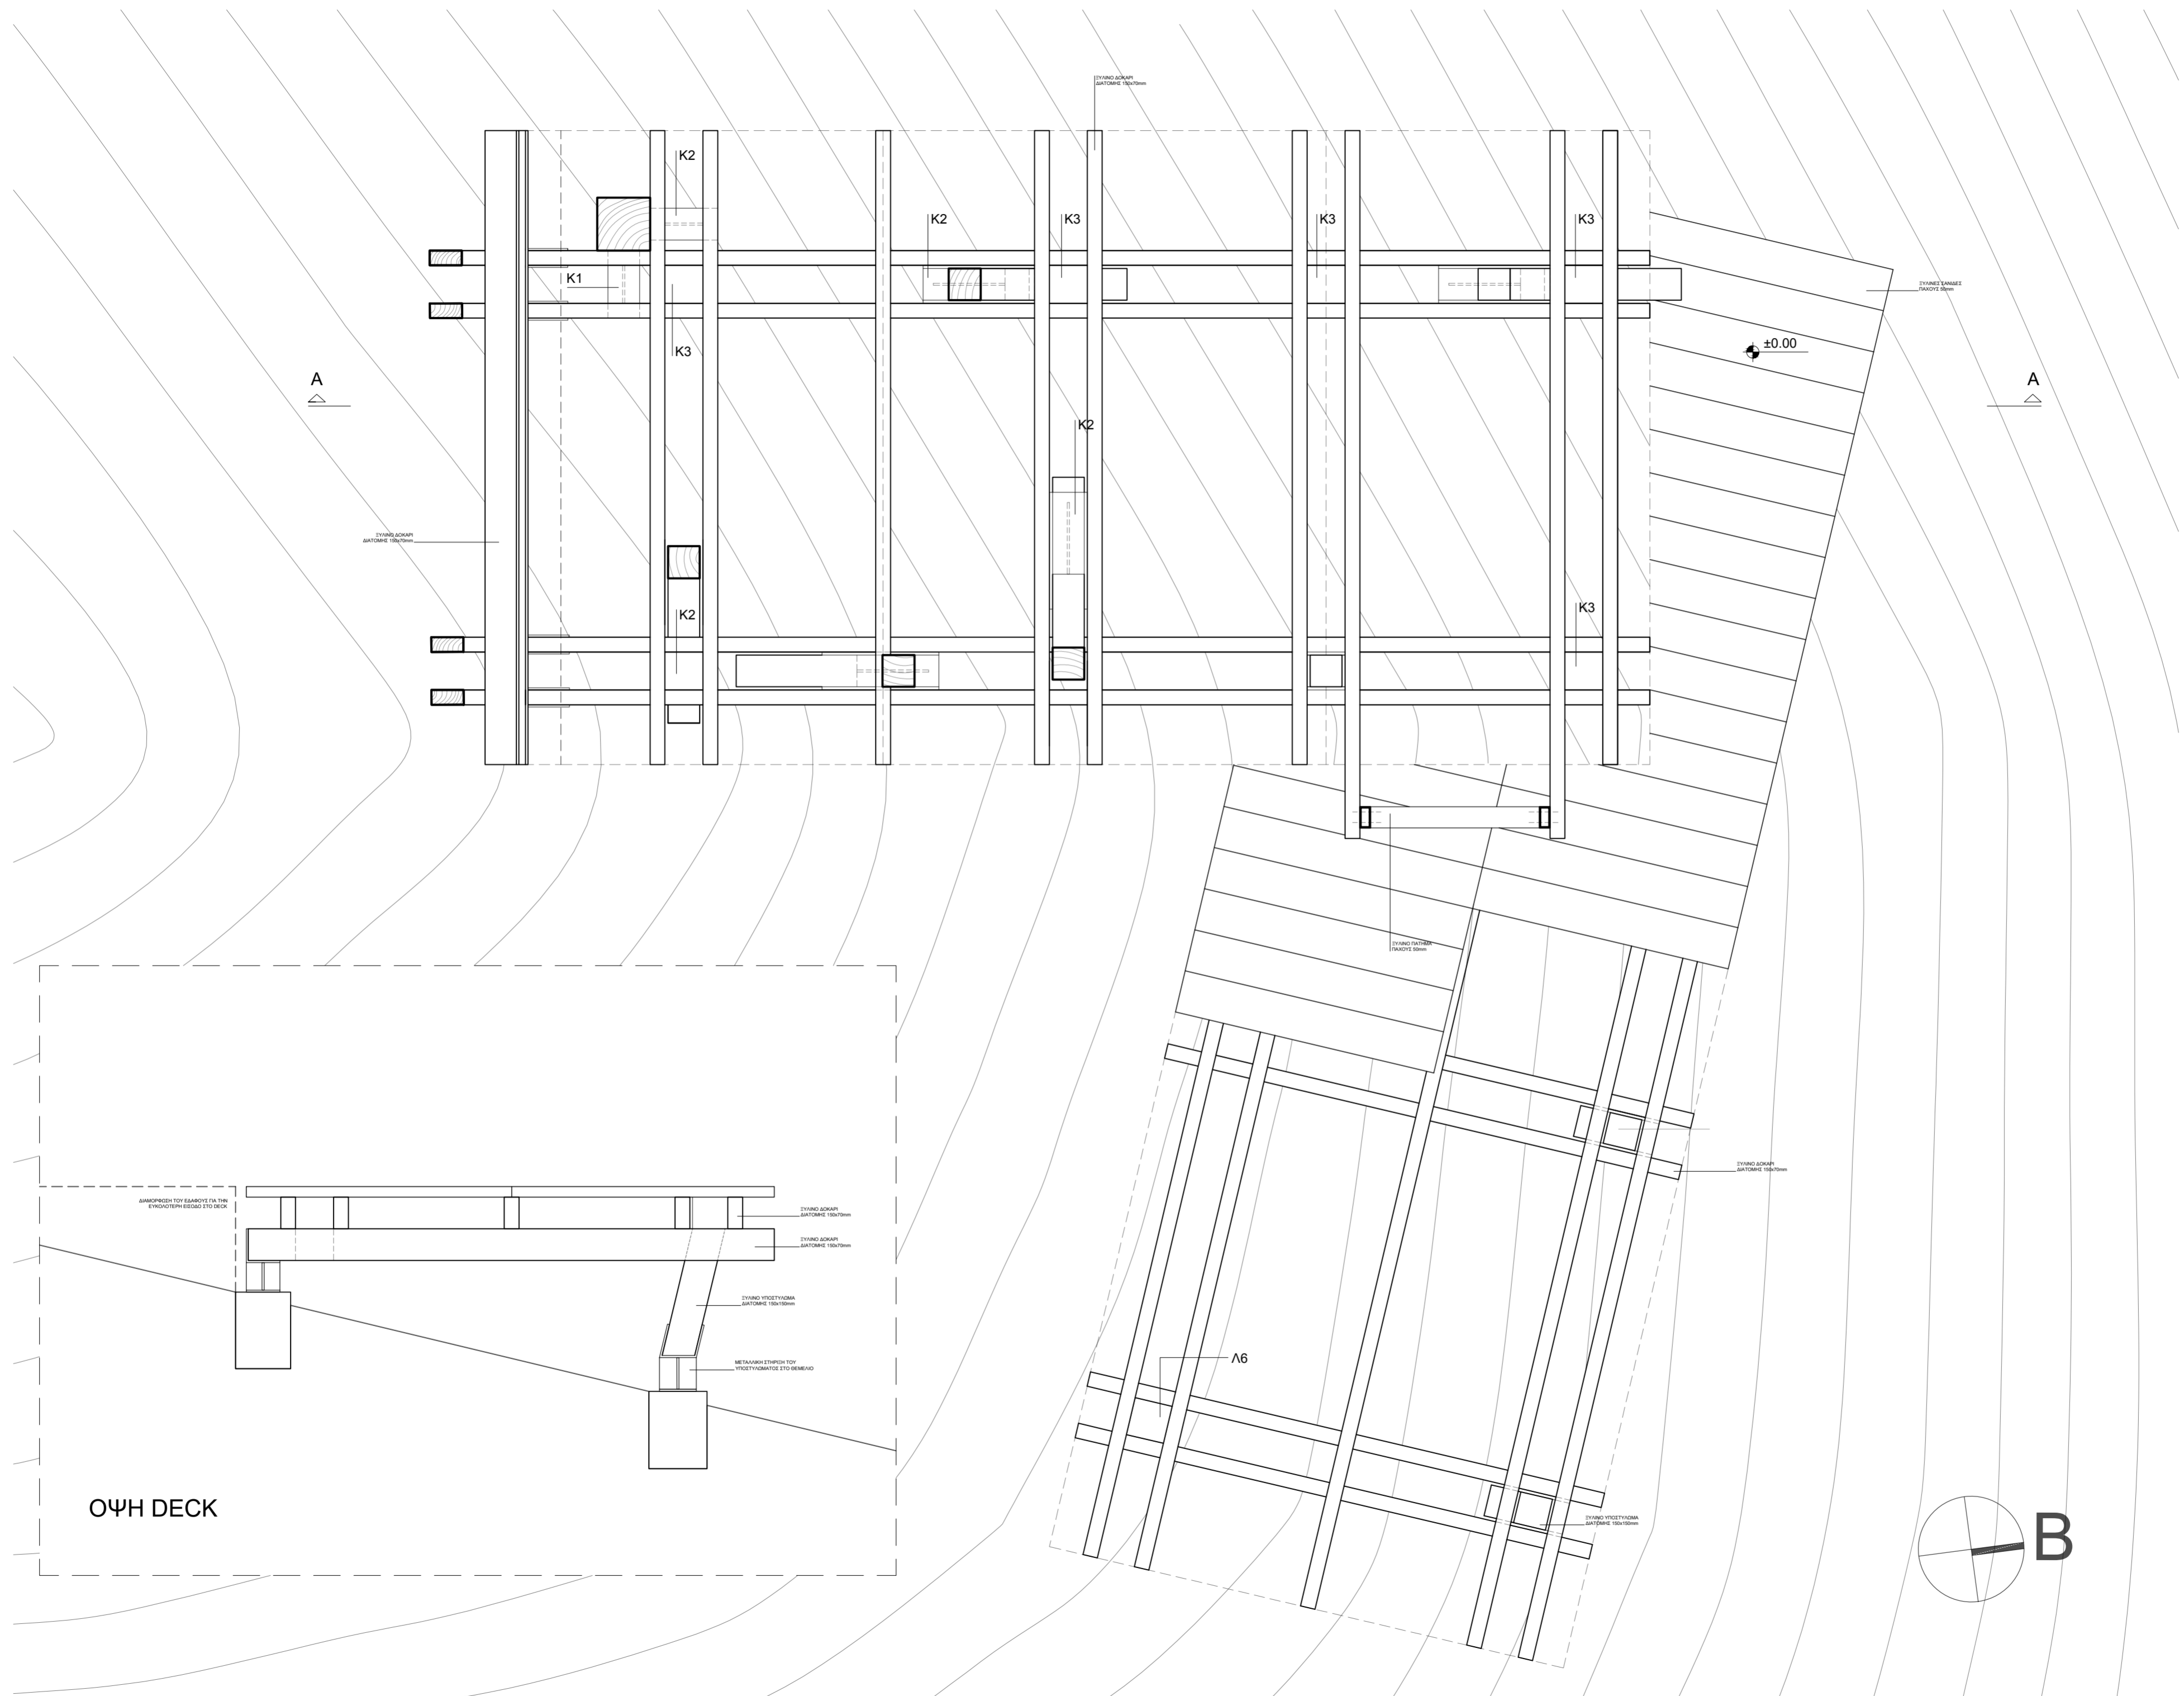 ΞΥΛΙΝΟ ΔΟΚΑΡΙ
ΔΙΑΤΟΜΗΣ 150x70mm
K2
K2
K3
K3
K3
K1
ΞΥΛΙΝΕΣ ΣΑΝΙΔΕΣ
ΠΑΧΟΥΣ 50mm
K3
±0.00
A
A
K2
ΞΥΛΙΝΟ ΔΟΚΑΡΙ
ΔΙΑΤΟΜΗΣ 150x70mm
K2
K3
ΞΥΛΙΝΟ ΠΑΤΗΜΑ
ΠΑΧΟΥΣ 50mm
ΞΥΛΙΝΟ ΔΟΚΑΡΙ
ΔΙΑΤΟΜΗΣ 150x70mm
ΔΙΑΜΟΡΦΩΣΗ ΤΟΥ ΕΔΑΦΟΥΣ ΓΙΑ ΤΗΝ
ΕΥΚΟΛΟΤΕΡΗ ΕΙΣΟΔΟ ΣΤΟ DECK
ΞΥΛΙΝΟ ΔΟΚΑΡΙ
ΔΙΑΤΟΜΗΣ 150x70mm
ΞΥΛΙΝΟ ΔΟΚΑΡΙ
ΔΙΑΤΟΜΗΣ 150x70mm
ΞΥΛΙΝΟ ΥΠΟΣΤΥΛΩΜΑ
ΔΙΑΤΟΜΗΣ 150x150mm
ΜΕΤΑΛΛΙΚΗ ΣΤΗΡΙΞΗ ΤΟΥ
ΥΠΟΣΤΥΛΩΜΑΤΟΣ ΣΤΟ ΘΕΜΕΛΙΟ
Λ6
ΟΨΗ DECK
ΞΥΛΙΝΟ ΥΠΟΣΤΥΛΩΜΑ
ΔΙΑΤΟΜΗΣ 150x150mm
Β